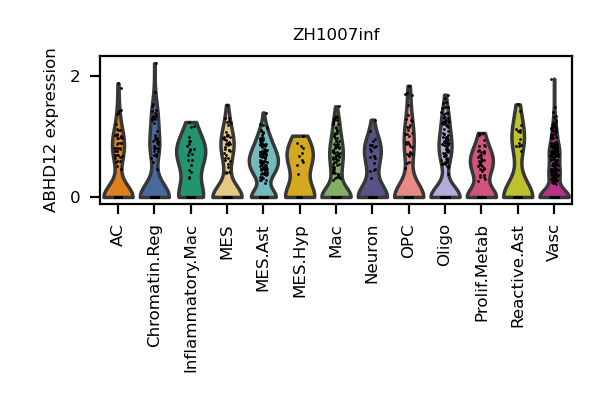 ZH1007inf
ABHD12 expression
2
0
AC
Chromatin.Reg
Inflammatory.Mac
MES
MES.Ast
MES.Hyp
Mac
Neuron
OPC
Oligo
Prolif.Metab
Reactive.Ast
Vasc